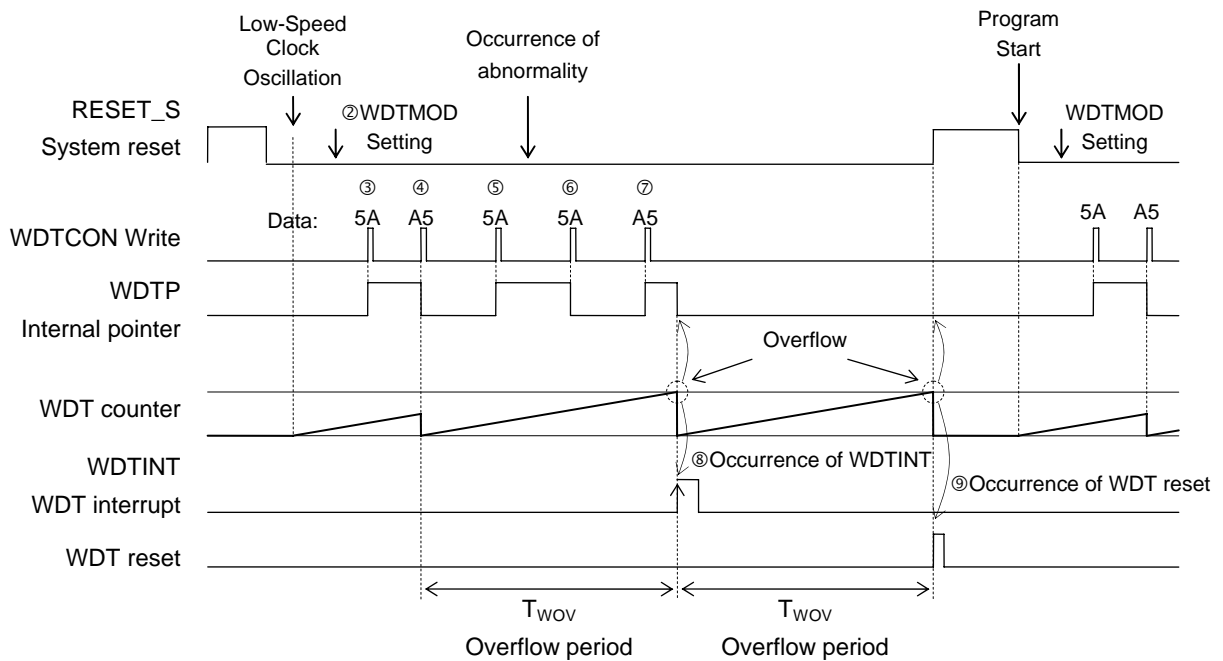 Low-Speed
Clock
Oscillation
Occurrence of
abnormality
Program
Start
RESET_S
System reset
②WDTMOD
Setting
WDTMOD
Setting
③ ④ ⑤ ⑥ ⑦
Data: 5A A5 5A 5A A5 5A A5
WDTCON Write
WDTP
Internal pointer
Overflow
WDT counter
WDTINT
WDT interrupt
⑧Occurrence of WDTINT
⑨Occurrence of WDT reset
WDT reset
TWOV TWOV
Overflow period Overflow period